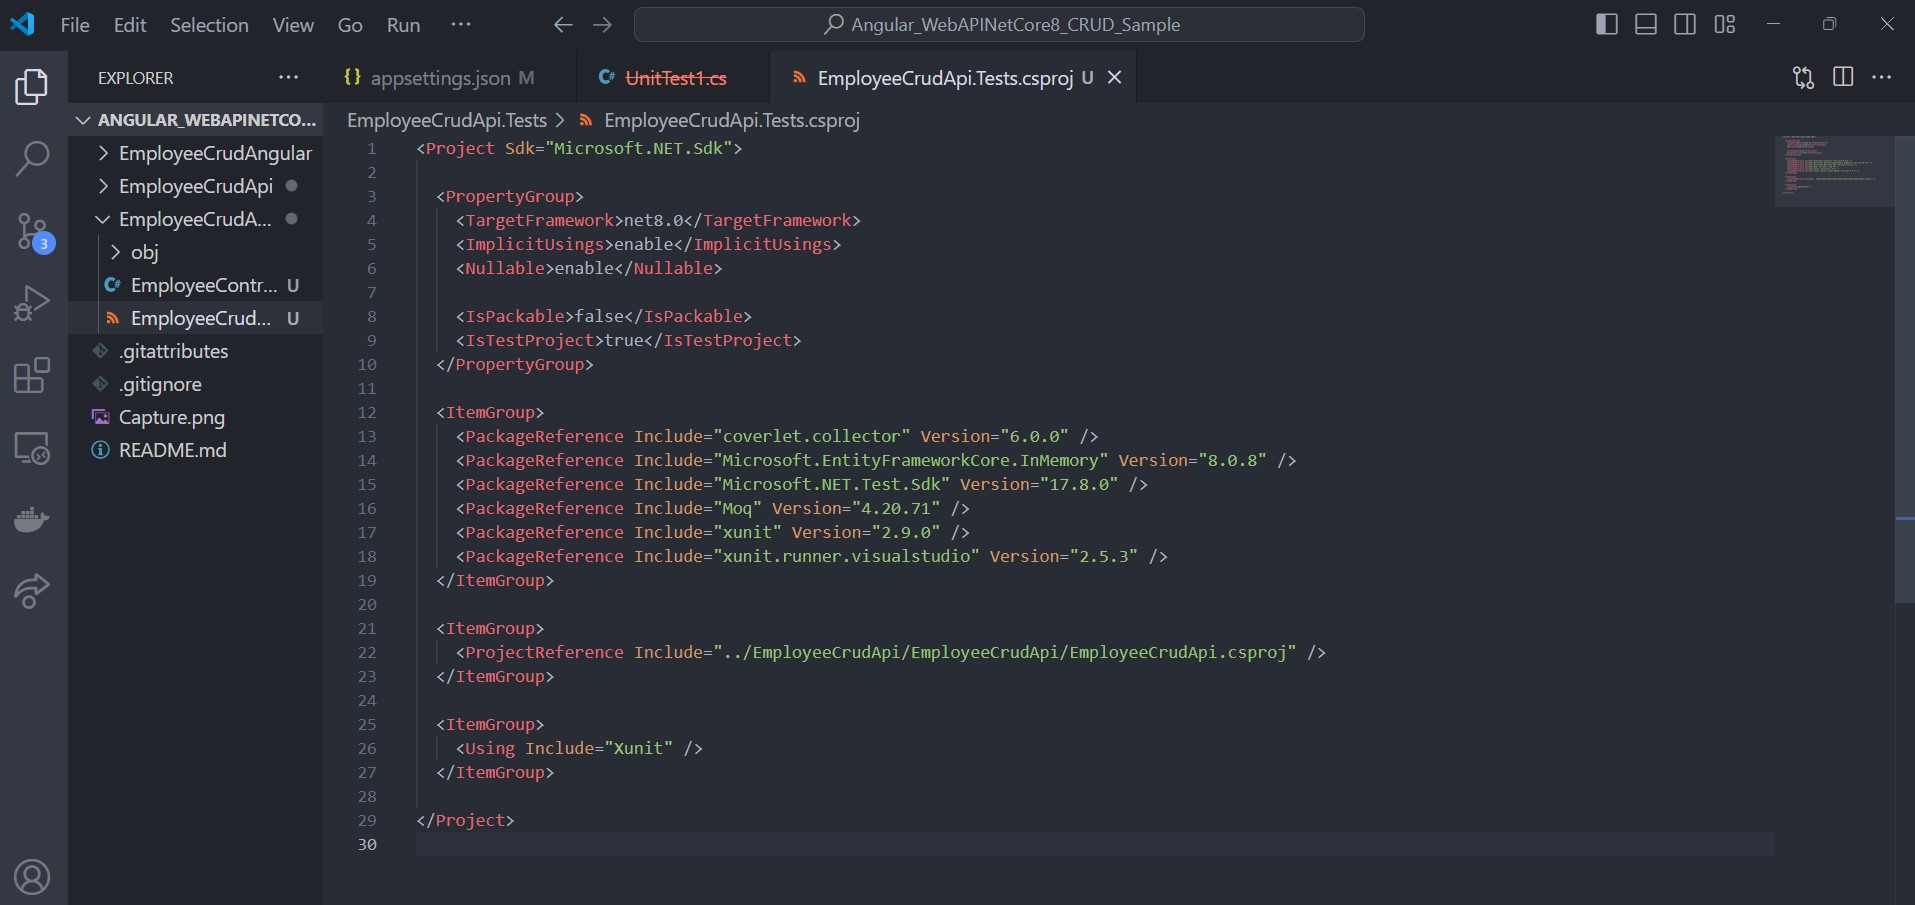 File Edit Selection View Go Run ···
Angular_WebAPINetCore8_CRUD_Sample
EXPLORER
ANGULAR_WEBAPINETCO...
EmployeeCrudAngular
EmployeeCrudApi
EmployeeCrudA...
obj
C# EmployeeContr... U
EmployeeCrud... U
.gitattributes
.gitignore
Capture.png
README.md
3
{} appsettings.json M
C# UnitTest1.cs
EmployeeCrudApi.Tests.csproj U
EmployeeCrudApi.Tests > EmployeeCrudApi.Tests.csproj
1 <Project Sdk="Microsoft.NET.Sdk">
2
3 <PropertyGroup>
4 <TargetFramework>net8.0</TargetFramework>
5 <ImplicitUsings>enable</ImplicitUsings>
6 <Nullable>enable</Nullable>
7
8 <IsPackable>false</IsPackable>
9 <IsTestProject>true</IsTestProject>
10 </PropertyGroup>
11
12 <ItemGroup>
13 <PackageReference Include="coverlet.collector" Version="6.0.0" />
14 <PackageReference Include="Microsoft.EntityFrameworkCore.InMemory" Version="8.0.8" />
15 <PackageReference Include="Microsoft.NET.Test.Sdk" Version="17.8.0" />
16 <PackageReference Include="Moq" Version="4.20.71" />
17 <PackageReference Include="xunit" Version="2.9.0" />
18 <PackageReference Include="xunit.runner.visualstudio" Version="2.5.3" />
19 </ItemGroup>
20
21 <ItemGroup>
22 <ProjectReference Include="../EmployeeCrudApi/EmployeeCrudApi/EmployeeCrudApi.csproj" />
23 </ItemGroup>
24
25 <ItemGroup>
26 <Using Include="Xunit" />
27 </ItemGroup>
28
29 </Project>
30